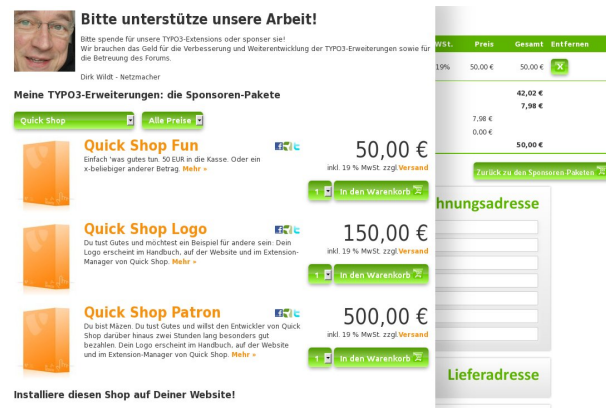 Bitte unterstütze unsere Arbeit!
Bitte spende für unsere TYPO3-Extensions oder sponser sie!
Wir brauchen das Geld für die Verbesserung und Weiterentwicklung der TYPO3-Erweiterungen sowie für
die Betreuung des Forums.
Dirk Wildt - Netzmacher
Meine TYPO3-Erweiterungen: die Sponsoren-Pakete
Quick Shop
Alle Preise
Quick Shop Fun
50,00 €
Einfach 'was gutes tun. 50 EUR in die Kasse. Oder ein
x-beliebiger anderer Betrag. Mehr »
inkl. 19 % MwSt. zzgl.Versand
1
In den Warenkorb
Quick Shop Logo
150,00 €
Du tust Gutes und möchtest ein Beispiel für andere sein: Dein
Logo erscheint im Handbuch, auf der Website und im Extension-
Manager von Quick Shop. Mehr »
inkl. 19 % MwSt. zzgl.Versand
1
In den Warenkorb
Quick Shop Patron
500,00 €
Du bist Mäzen. Du tust Gutes und willst den Entwickler von Quick
Shop darüber hinaus zwei Stunden lang besonders gut
bezahlen. Dein Logo erscheint im Handbuch, auf der Website
und im Extension-Manager von Quick Shop. Mehr »
inkl. 19 % MwSt. zzgl.Versand
1
In den Warenkorb
Installiere diesen Shop auf Deiner Website!
WSt. Preis Gesamt Entfernen
19% 50,00 € 50,00 € X
42,02 €
7,98 €
7,98 €
0,00 €
50,00 €
Zurück zu den Sponsoren-Paketen
hnungsadresse
Lieferadresse